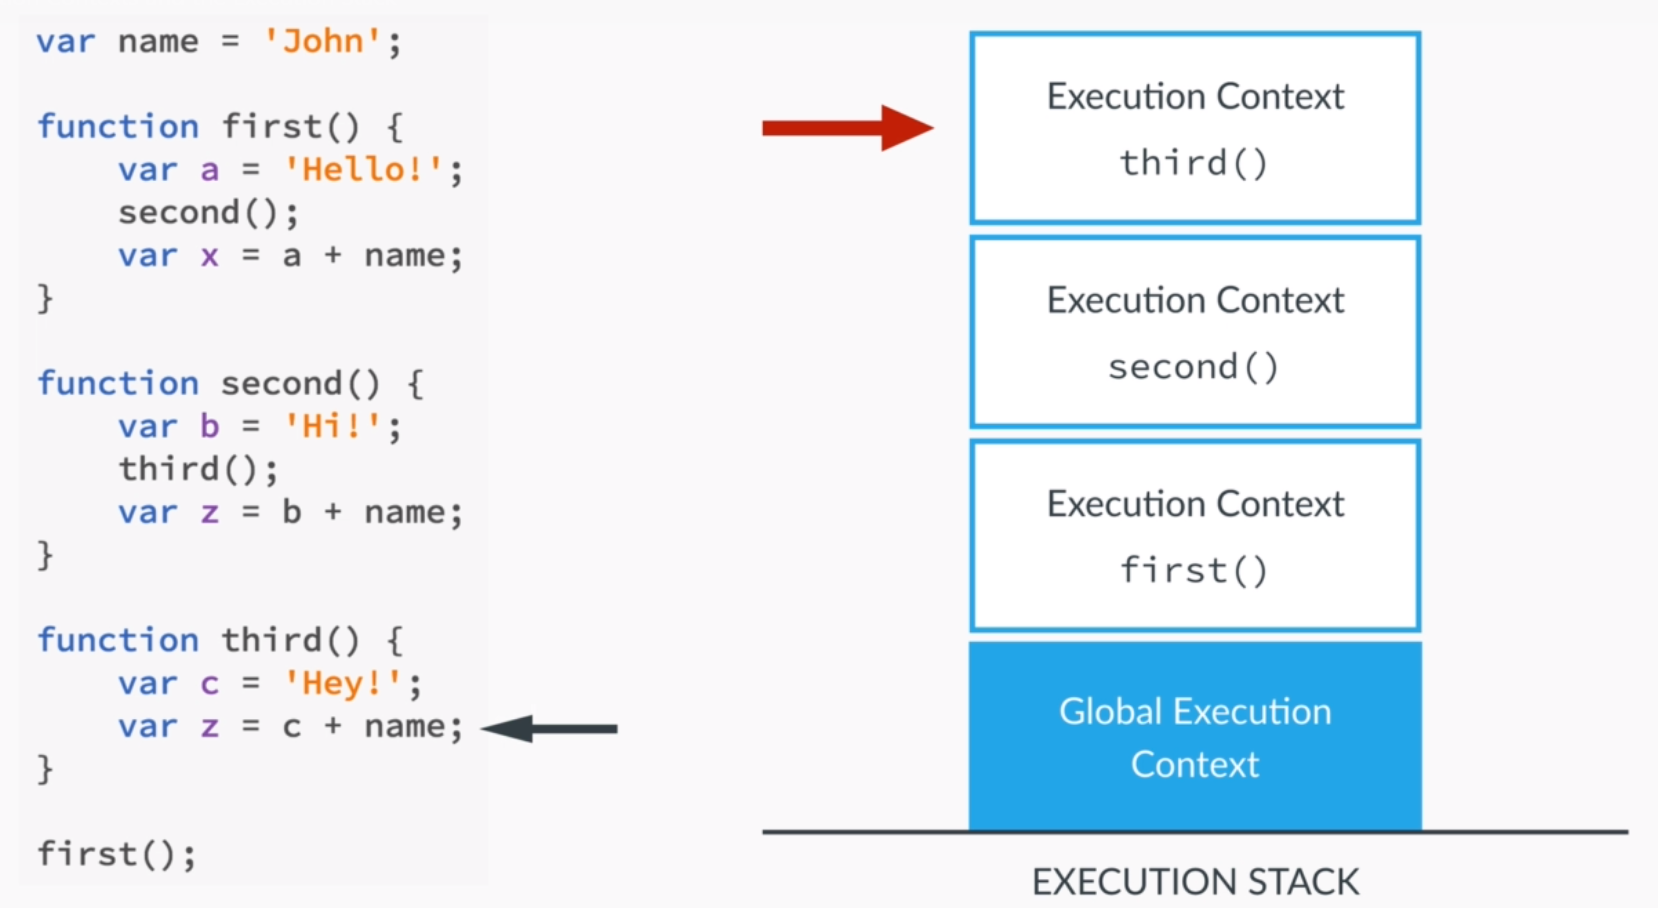 var name = 'John';
function first() {
    var a = 'Hello!';
    second();
    var x = a + name;
}
function second() {
    var b = 'Hi!';
    third();
    var z = b + name;
}
function third() {
    var c = 'Hey!';
    var z = c + name;
}
first();
Execution Context
third()
Execution Context
second()
Execution Context
first()
Global Execution
Context
EXECUTION STACK